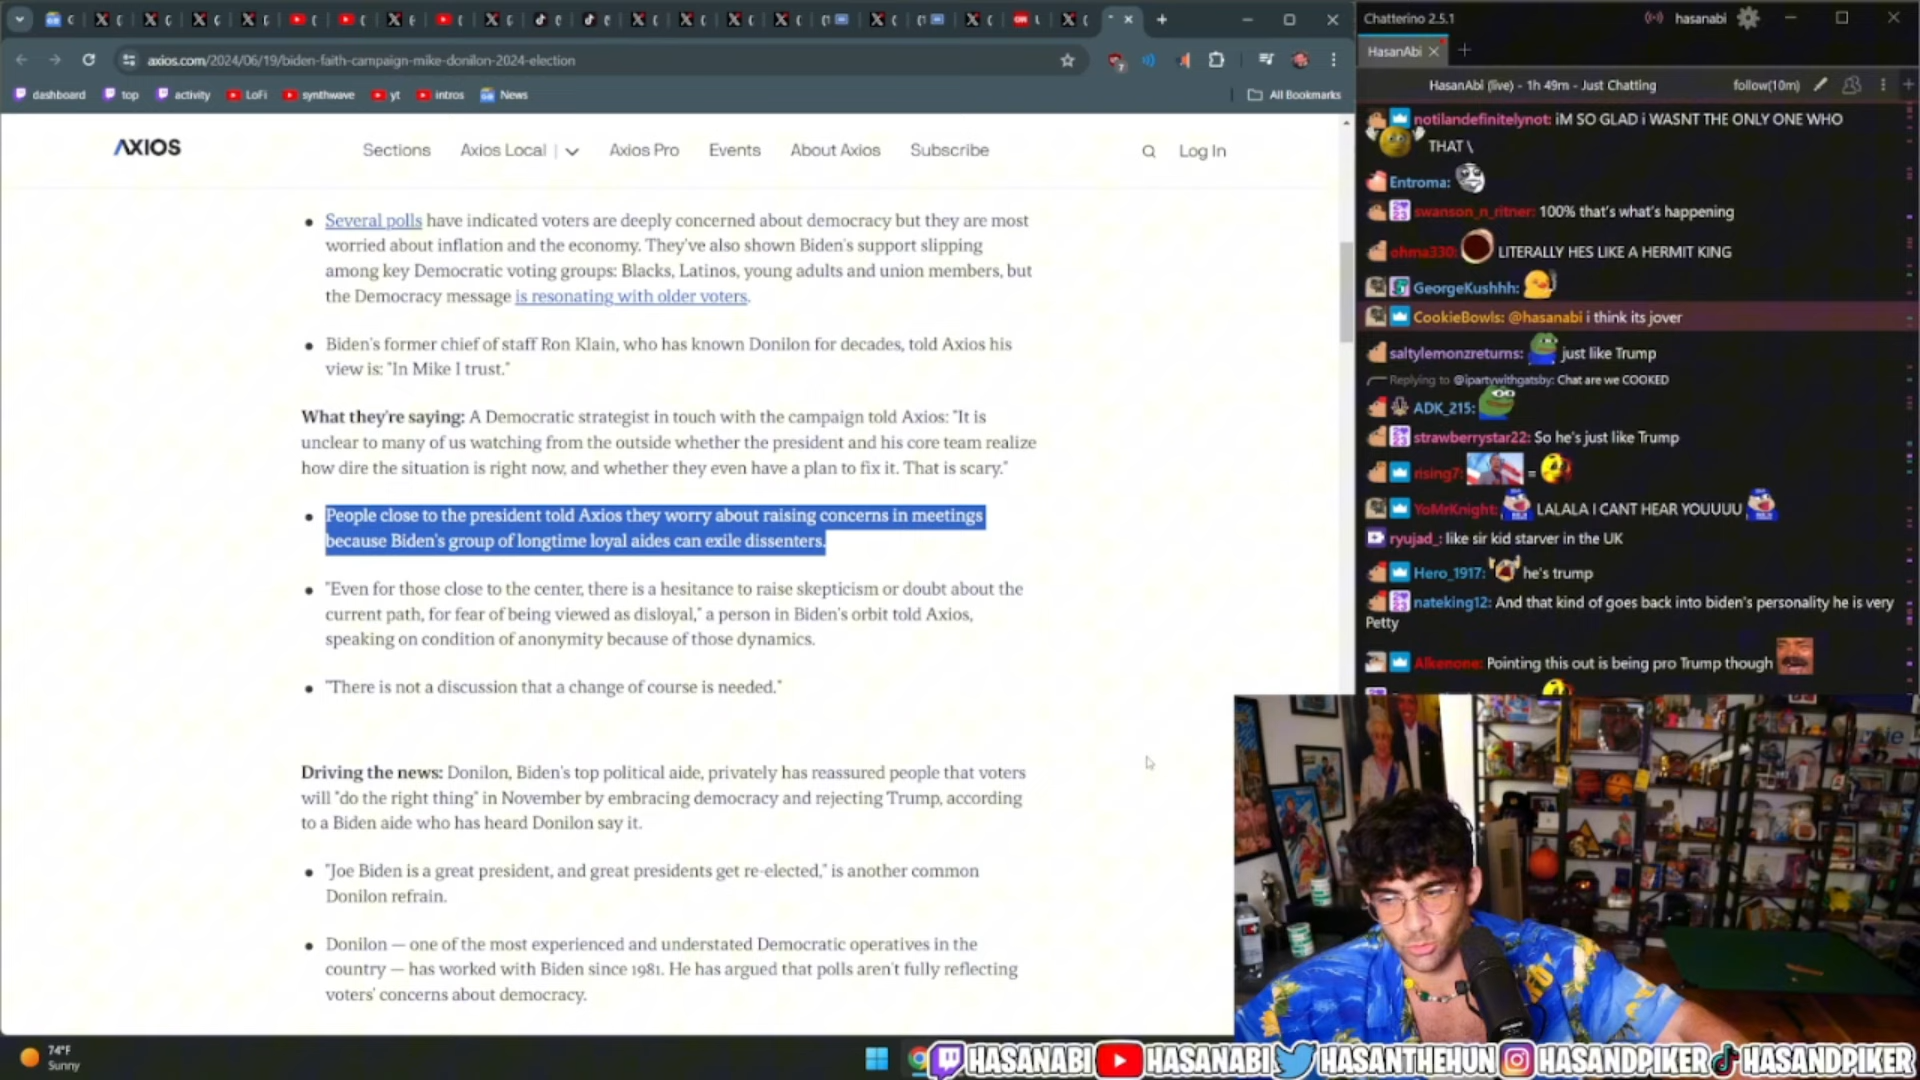 axios.com/2024/06/19/biden-faith-campaign-mike-donilon-2024-election
dashboard
top
activity
LoFi
synthwave
yt
intros
News
All Bookmarks
AXIOS
Sections
Axios Local
Axios Pro
Events
About Axios
Subscribe
Log In
Several polls have indicated voters are deeply concerned about democracy but they are most
worried about inflation and the economy. They've also shown Biden's support slipping
among key Democratic voting groups: Blacks, Latinos, young adults and union members, but
the Democracy message is resonating with older voters.
Biden's former chief of staff Ron Klain, who has known Donilon for decades, told Axios his
view is: "In Mike I trust."
What they're saying: A Democratic strategist in touch with the campaign told Axios: "It is
unclear to many of us watching from the outside whether the president and his core team realize
how dire the situation is right now, and whether they even have a plan to fix it. That is scary."
People close to the president told Axios they worry about raising concerns in meetings
because Biden's group of longtime loyal aides can exile dissenters.
"Even for those close to the center, there is a hesitance to raise skepticism or doubt about the
current path, for fear of being viewed as disloyal," a person in Biden's orbit told Axios,
speaking on condition of anonymity because of those dynamics.
"There is not a discussion that a change of course is needed."
Driving the news: Donilon, Biden's top political aide, privately has reassured people that voters
will "do the right thing" in November by embracing democracy and rejecting Trump, according
to a Biden aide who has heard Donilon say it.
"Joe Biden is a great president, and great presidents get re-elected," is another common
Donilon refrain.
Donilon — one of the most experienced and understated Democratic operatives in the
country — has worked with Biden since 1981. He has argued that polls aren't fully reflecting
voters' concerns about democracy.
74°F
Sunny
Chatterino 2.5.1
hasanabi
HasanAbi
HasanAbi (live) - 1h 49m - Just Chatting
follow(10m)
notilandefinitelynot: iM SO GLAD i WASNT THE ONLY ONE WHO
THAT \
Entroma:
swanson_n_ritner: 100% that's what's happening
ohma330: LITERALLY HES LIKE A HERMIT KING
GeorgeKushhh:
CookieBowls: @hasanabi i think its jover
saltylemonzreturns: just like Trump
Replying to @ipartywithgatsby: Chat are we COOKED
ADK_215:
strawberrystar22: So he's just like Trump
rising7: =
YoMrKnight: LALALA I CANT HEAR YOUUUU
ryujad_: like sir kid starver in the UK
Hero_1917: he's trump
nateking12: And that kind of goes back into biden's personality he is very
Petty
Alkenone: Pointing this out is being pro Trump though
HASANABI
HASANABI
HASANTHEHUN
HASANDPIKER
HASANDPIKER